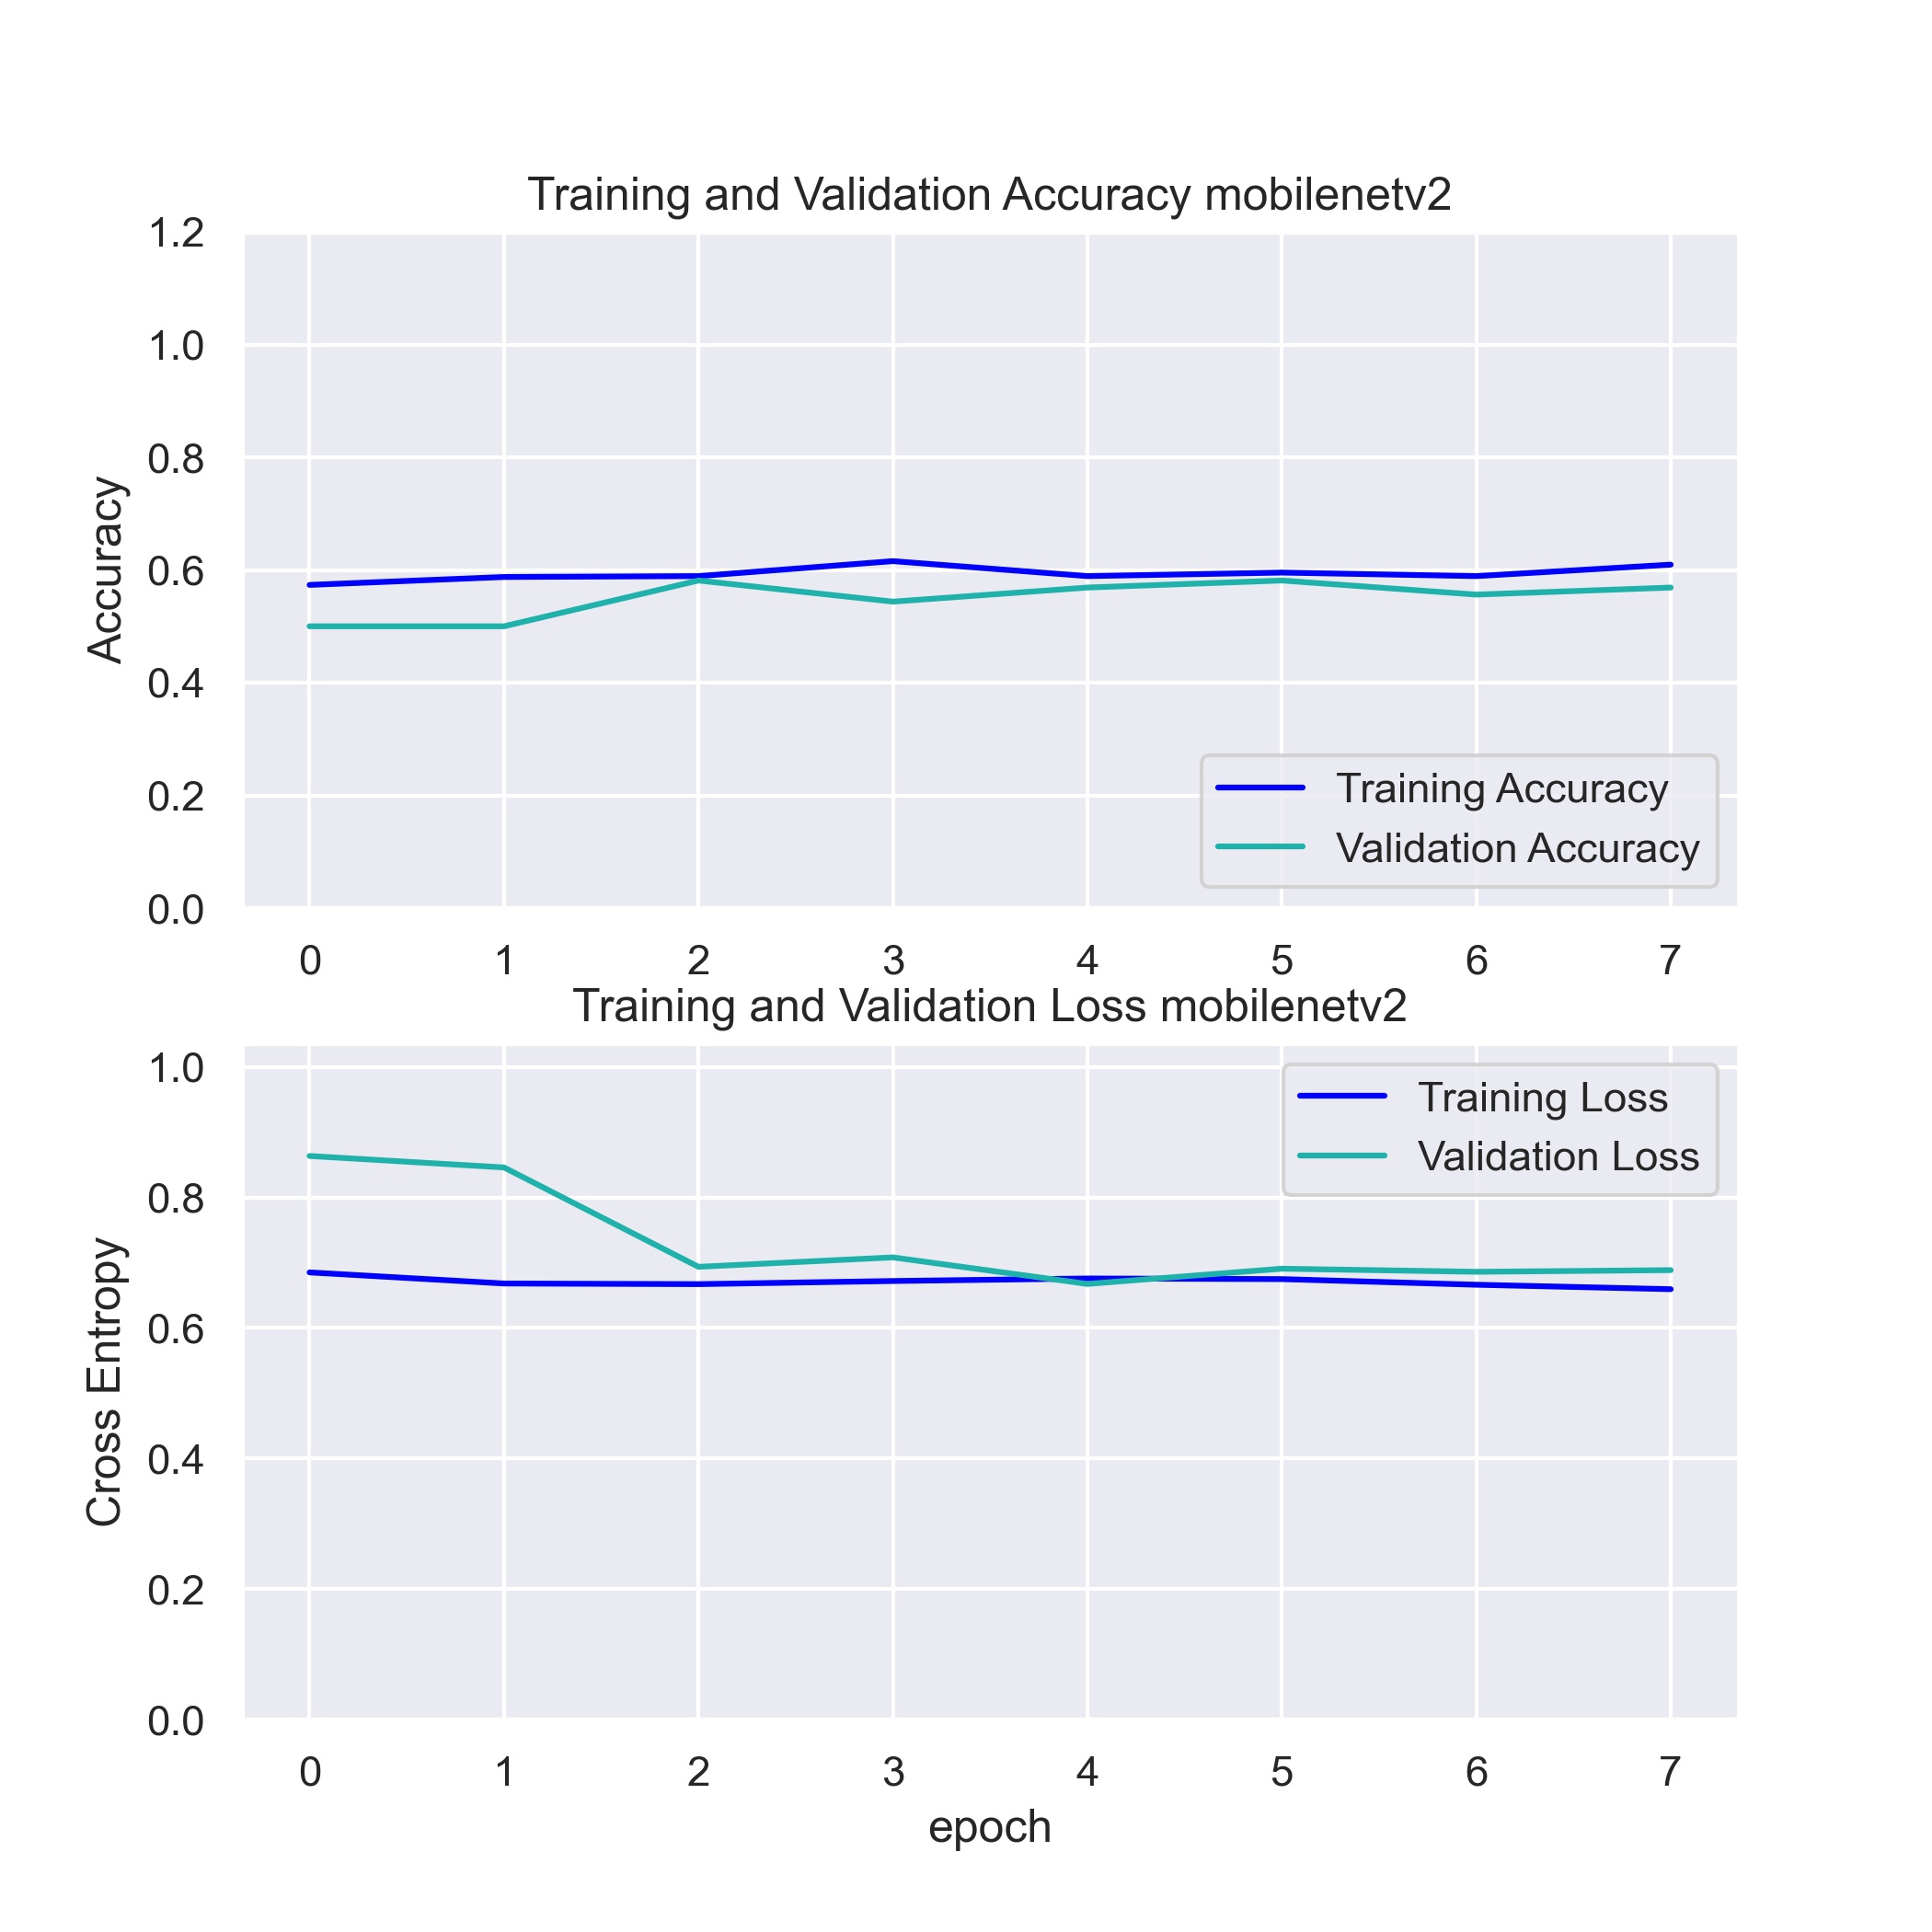 Training and Validation Accuracy mobilenetv2
1.2
1.0
0.8
0.6
0.4
0.2
0.0
Accuracy
Training Accuracy
Validation Accuracy
0 1 2 3 4 5 6 7
Training and Validation Loss mobilenetv2
1.0
0.8
0.6
0.4
0.2
0.0
Cross Entropy
Training Loss
Validation Loss
0 1 2 3 4 5 6 7
epoch